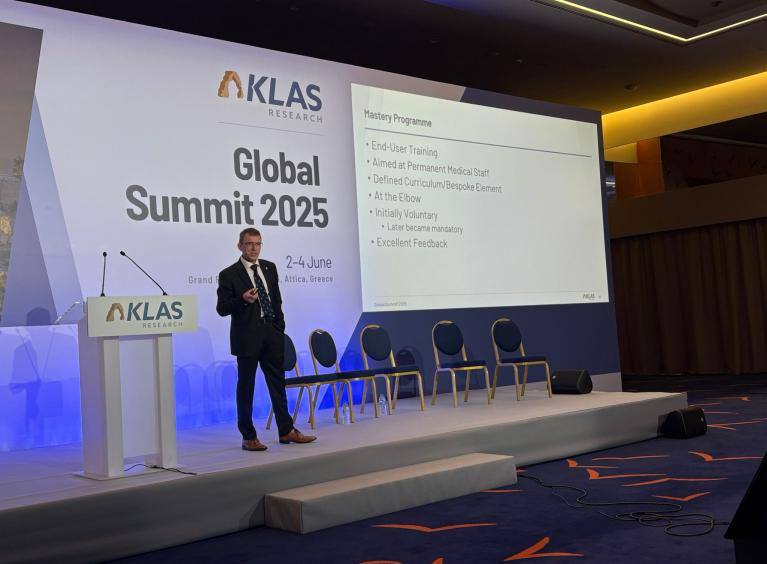 KLAS
RESEARCH
Global
Summit 2025
2–4 June
Grand
, Attica, Greece
KLAS
RESEARCH
Mastery Programme
• End-User Training
• Aimed at Permanent Medical Staff
• Defined Curriculum/Bespoke Element
• At the Elbow
• Initially Voluntary
• Later became mandatory
• Excellent Feedback
Global Summit 2025
KLAS